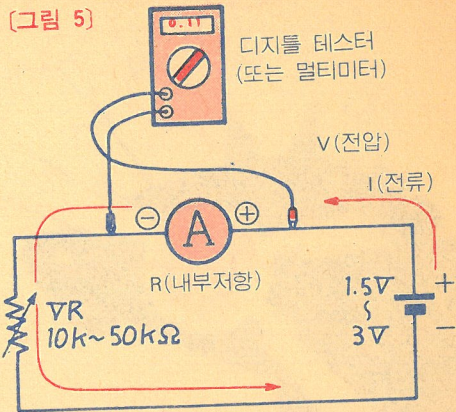 [그림 5]
0.17
디지틀 테스터
(또는 멀티미터)
V(전압)
I(전류)
⊖ A ⊕
R(내부저항)
VR
10k~50kΩ
1.5V
~
3V
+
−